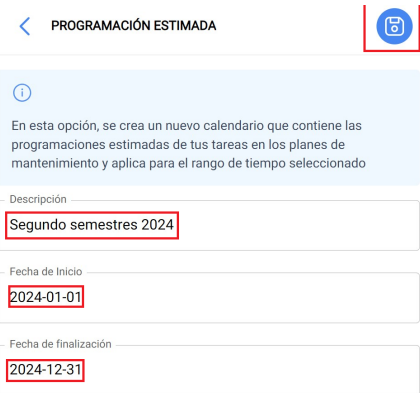 PROGRAMACIÓN ESTIMADA
En esta opción, se crea un nuevo calendario que contiene las
programaciones estimadas de tus tareas en los planes de
mantenimiento y aplica para el rango de tiempo seleccionado
Descripción
Segundo semestres 2024
Fecha de Inicio
2024-01-01
Fecha de finalización
2024-12-31